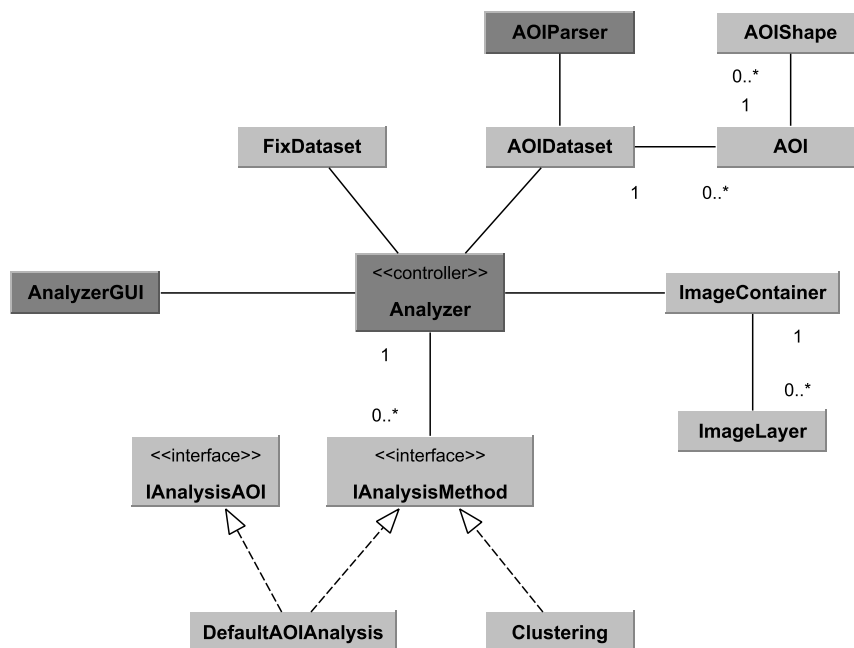 AOIParser
AOIShape
0..*
1
FixDataset
AOIDataset
AOI
1
0..*
<<controller>>
Analyzer
AnalyzerGUI
ImageContainer
1
1
0..*
0..*
ImageLayer
<<interface>>
IAnalysisAOI
<<interface>>
IAnalysisMethod
DefaultAOIAnalysis
Clustering